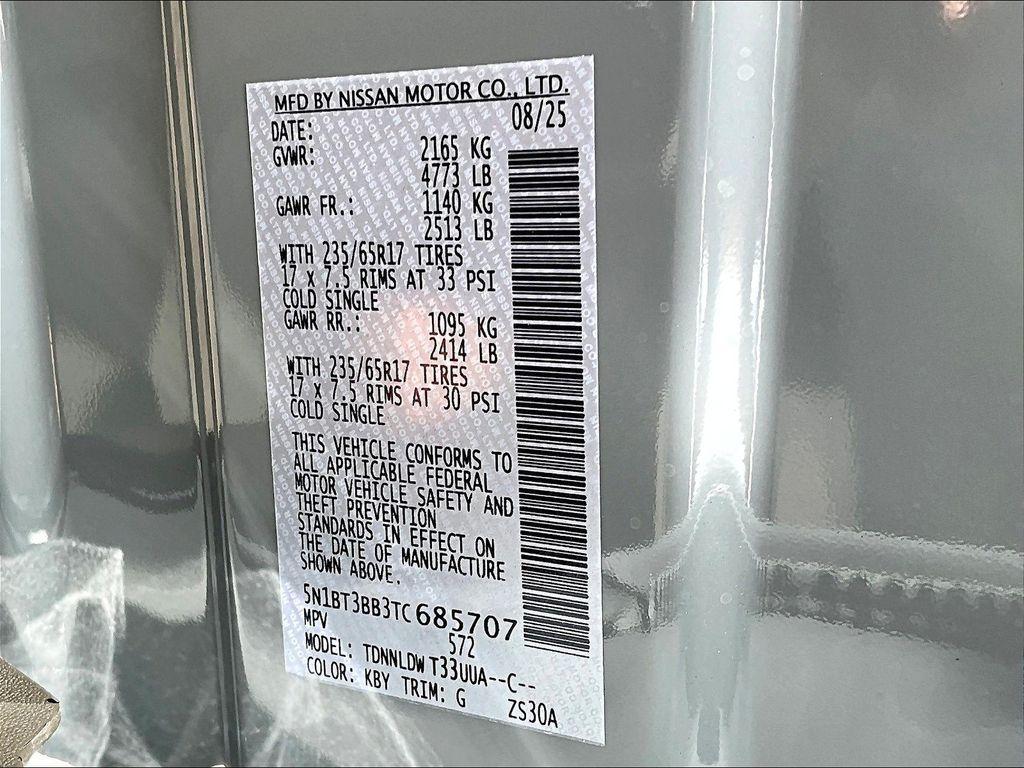 MFD BY NISSAN MOTOR CO., LTD.
DATE: 08/25
GVWR: 2165 KG
4773 LB
GAWR FR.: 1140 KG
2513 LB
WITH 235/65R17 TIRES
17 x 7.5 RIMS AT 33 PSI
COLD SINGLE
GAWR RR.: 1095 KG
2414 LB
WITH 235/65R17 TIRES
17 x 7.5 RIMS AT 30 PSI
COLD SINGLE
THIS VEHICLE CONFORMS TO
ALL APPLICABLE FEDERAL
MOTOR VEHICLE SAFETY AND
THEFT PREVENTION
STANDARDS IN EFFECT ON
THE DATE OF MANUFACTURE
SHOWN ABOVE.
5N1BT3BB3TC685707
MPV 572
MODEL: TDNNLDW T33UUA--C--
COLOR: KBY TRIM: G ZS30A